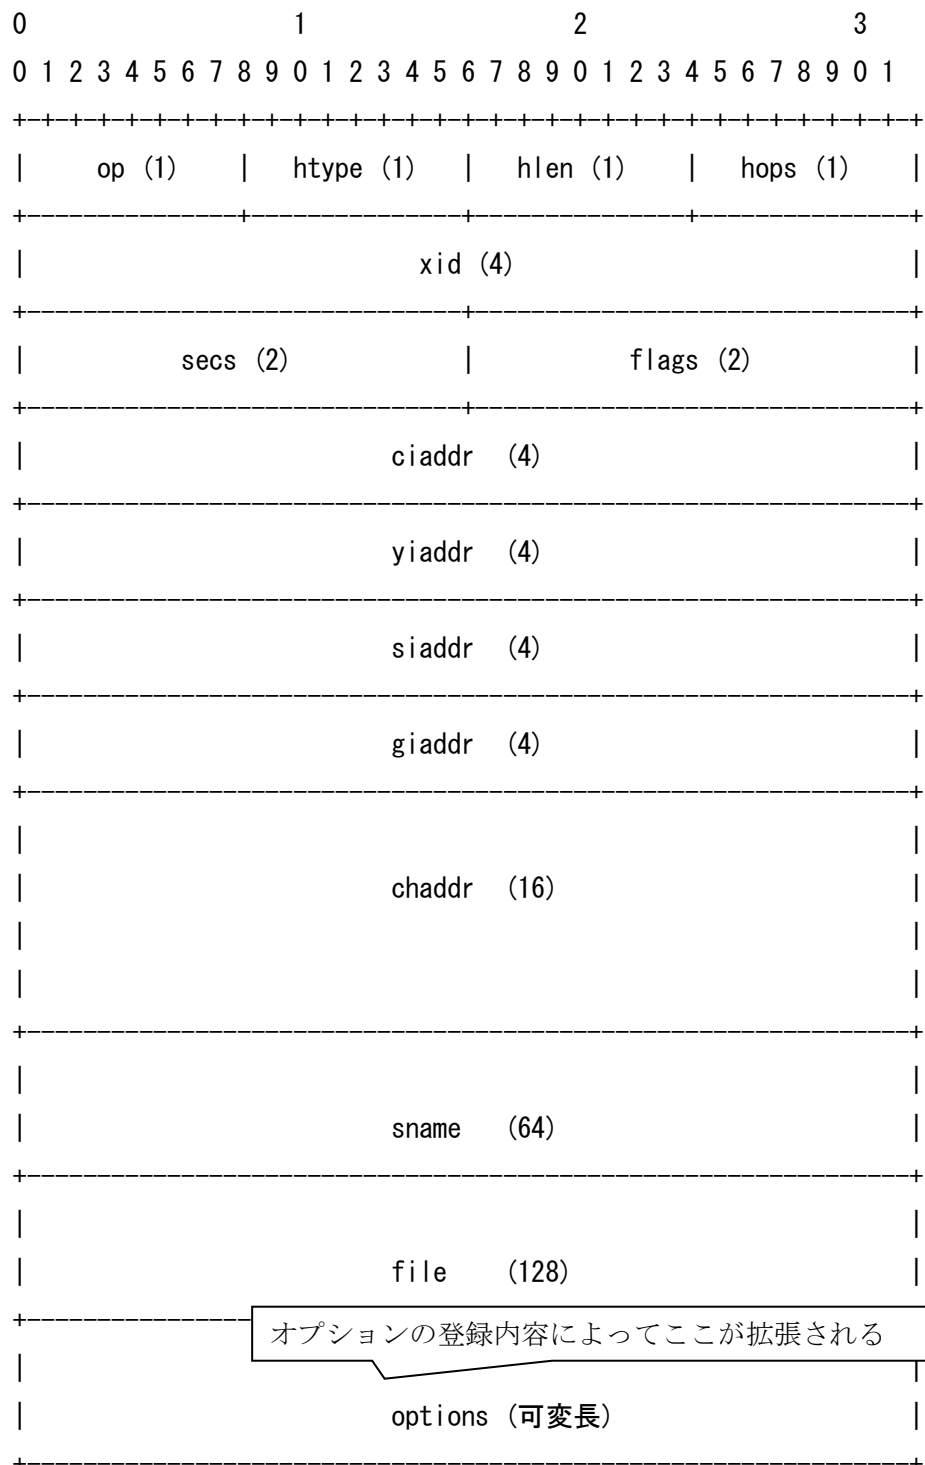 0 1 2 3
0 1 2 3 4 5 6 7 8 9 0 1 2 3 4 5 6 7 8 9 0 1 2 3 4 5 6 7 8 9 0 1
+-+-+-+-+-+-+-+-+-+-+-+-+-+-+-+-+-+-+-+-+-+-+-+-+-+-+-+-+-+-+-+-+
| op (1) | htype (1) | hlen (1) | hops (1) |
+---------------+---------------+---------------+---------------+
| xid (4) |
+-------------------------------+-------------------------------+
| secs (2) | flags (2) |
+-------------------------------+-------------------------------+
| ciaddr (4) |
+---------------------------------------------------------------+
| yiaddr (4) |
+---------------------------------------------------------------+
| siaddr (4) |
+---------------------------------------------------------------+
| giaddr (4) |
+---------------------------------------------------------------+
| |
| chaddr (16) |
| |
| |
+---------------------------------------------------------------+
| |
| sname (64) |
+---------------------------------------------------------------+
| |
| file (128) |
+----------------
オプションの登録内容によってここが拡張される
| |
| options (可変長) |
+---------------------------------------------------------------+